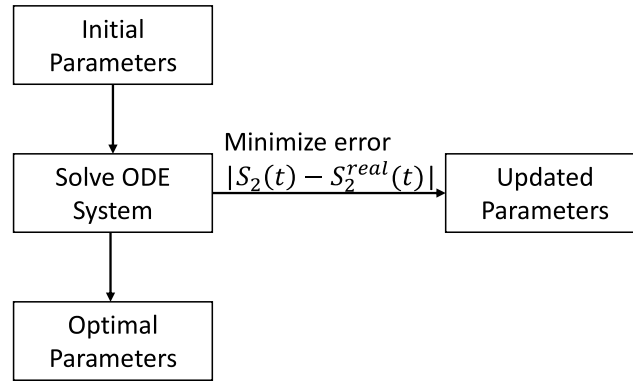 Initial
Parameters
Minimize error
|S₂(t) − S₂ʳᵉᵃˡ(t)|
Solve ODE
System
Updated
Parameters
Optimal
Parameters